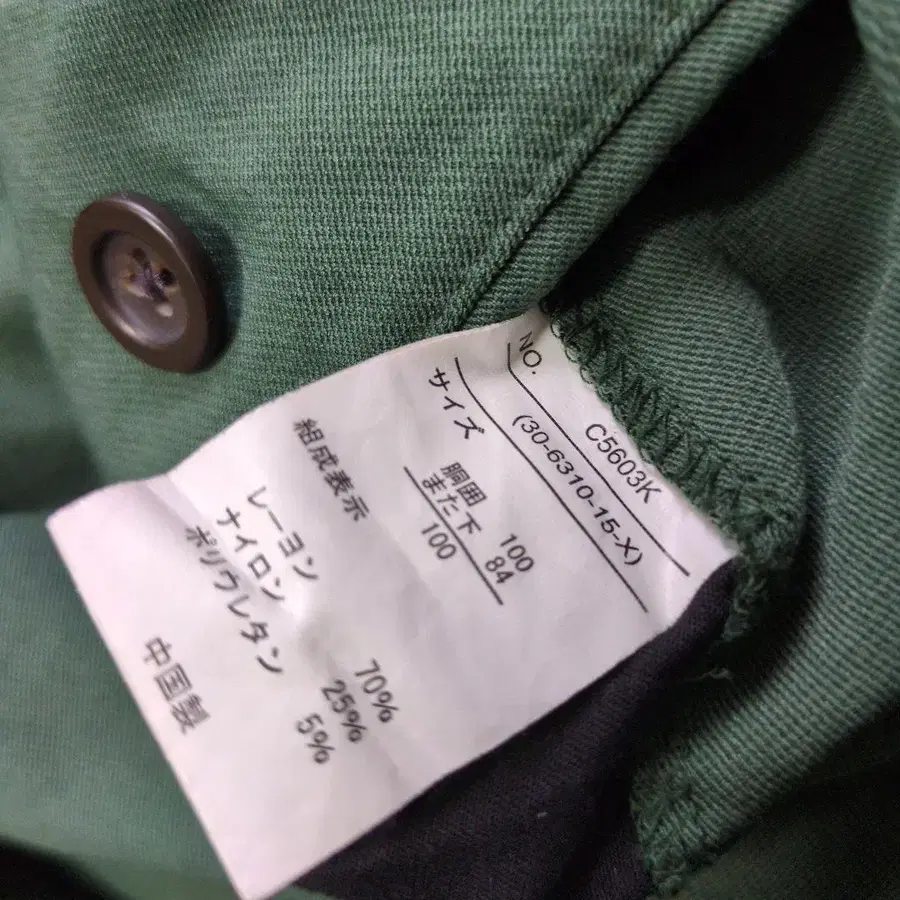 NO. C5603K
(30-6310-15-X)
サイズ
胴囲 100
また下 84
100
組成表示
レーヨン 70%
ナイロン 25%
ポリウレタン 5%
中国製